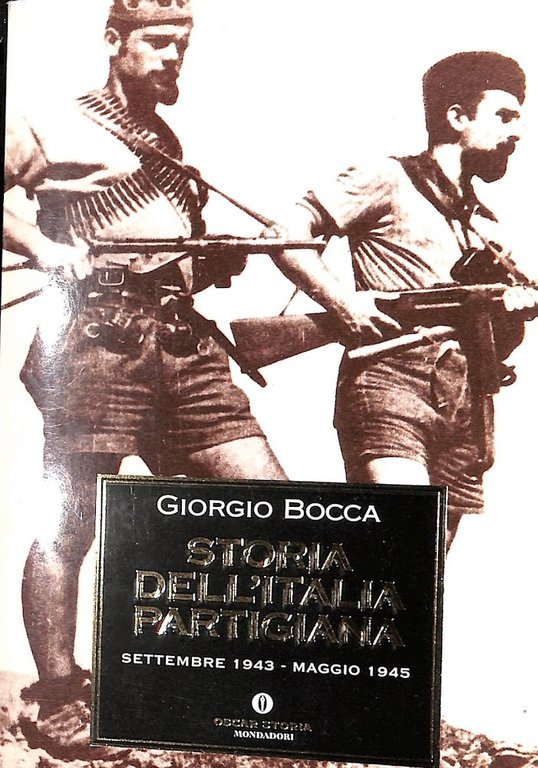 GIORGIO BOCCA
STORIA
DELL'ITALIA
PARTIGIANA
SETTEMBRE 1943 - MAGGIO 1945
OSCAR STORIA
MONDADORI